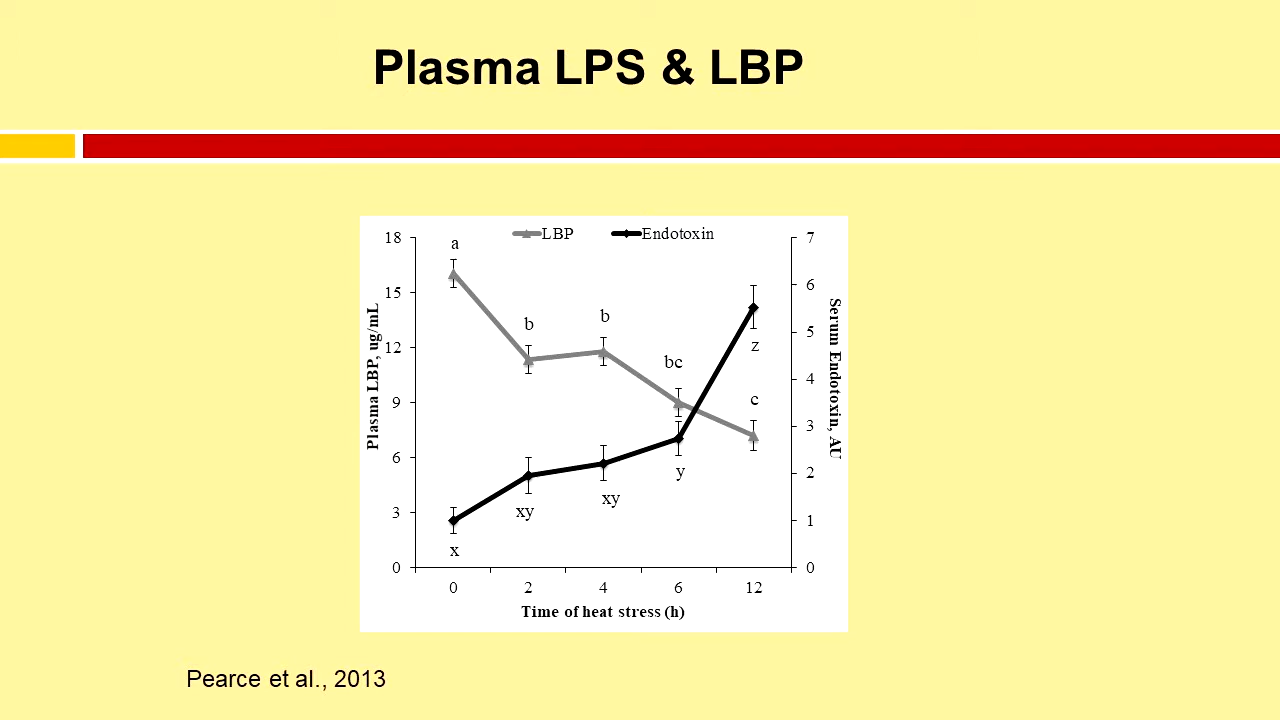 Plasma LPS & LBP
LBP
Endotoxin
18
15
12
9
6
3
0
Plasma LBP, ug/mL
a
b
b
bc
c
x
xy
xy
y
z
7
6
5
4
3
2
1
0
Serum Endotoxin, AU
0 2 4 6 12
Time of heat stress (h)
Pearce et al., 2013